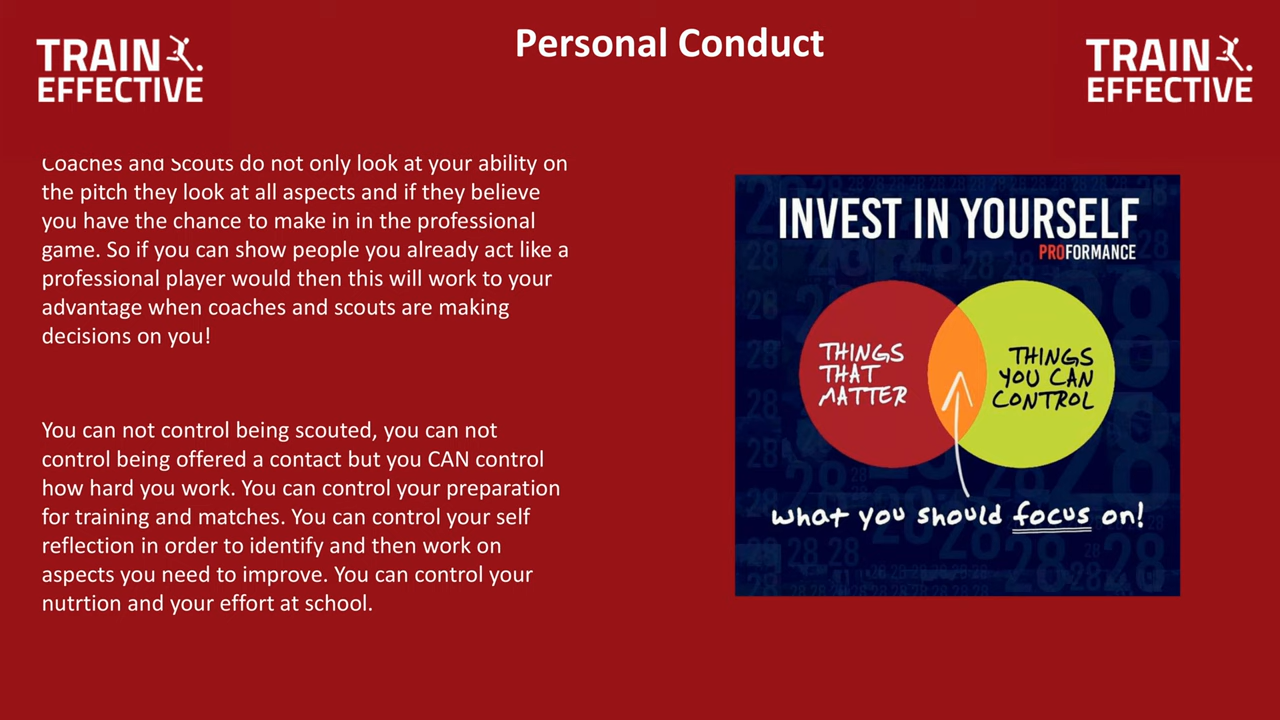 TRAIN
EFFECTIVE
Personal Conduct
TRAIN
EFFECTIVE
Coaches and Scouts do not only look at your ability on
the pitch they look at all aspects and if they believe
you have the chance to make in in the professional
game. So if you can show people you already act like a
professional player would then this will work to your
advantage when coaches and scouts are making
decisions on you!
You can not control being scouted, you can not
control being offered a contact but you CAN control
how hard you work. You can control your preparation
for training and matches. You can control your self
reflection in order to identify and then work on
aspects you need to improve. You can control your
nutrtion and your effort at school.
INVEST IN YOURSELF
PROFORMANCE
THINGS
THAT
MATTER
THINGS
YOU CAN
CONTROL
what you should focus on!